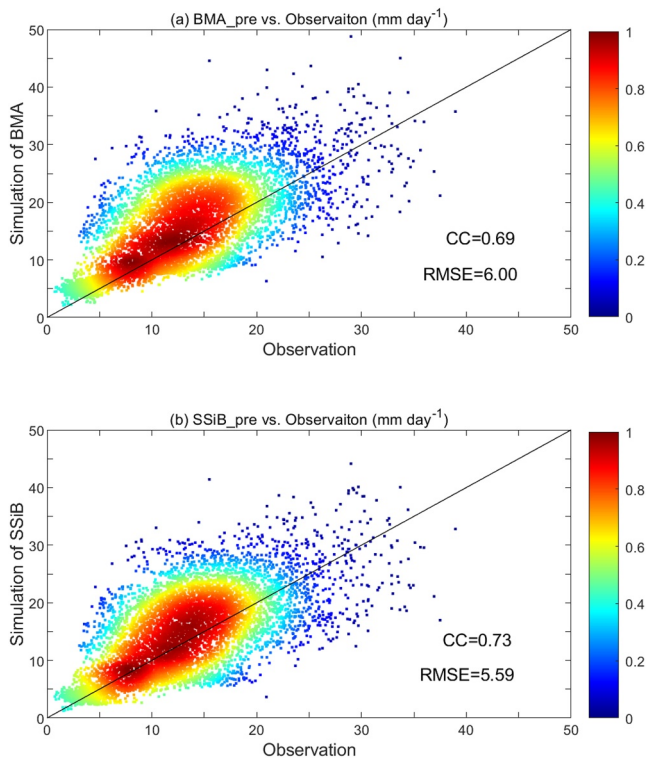 (a) BMA_pre vs. Observaiton (mm day⁻¹)
50
40
30
20
10
0
Simulation of BMA
0 10 20 30 40 50
Observation
CC=0.69
RMSE=6.00
1
0.8
0.6
0.4
0.2
0
(b) SSiB_pre vs. Observaiton (mm day⁻¹)
50
40
30
20
10
0
Simulation of SSiB
0 10 20 30 40 50
Observation
CC=0.73
RMSE=5.59
1
0.8
0.6
0.4
0.2
0